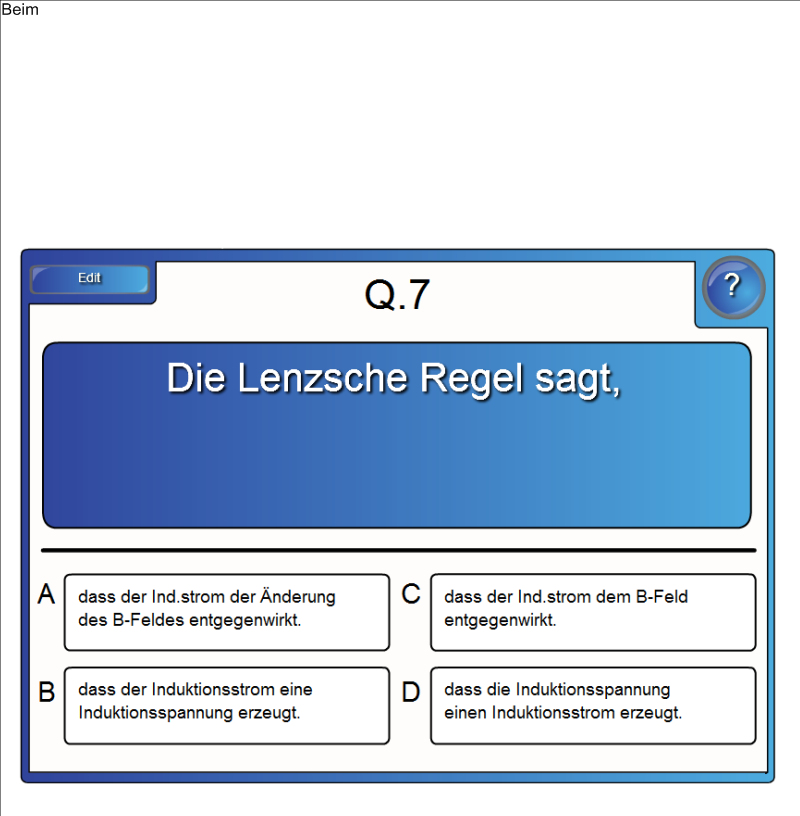 Beim
Edit
Q.7
?
Die Lenzsche Regel sagt,
A
dass der Ind.strom der Änderung
des B-Feldes entgegenwirkt.
C
dass der Ind.strom dem B-Feld
entgegenwirkt.
B
dass der Induktionsstrom eine
Induktionsspannung erzeugt.
D
dass die Induktionsspannung
einen Induktionsstrom erzeugt.